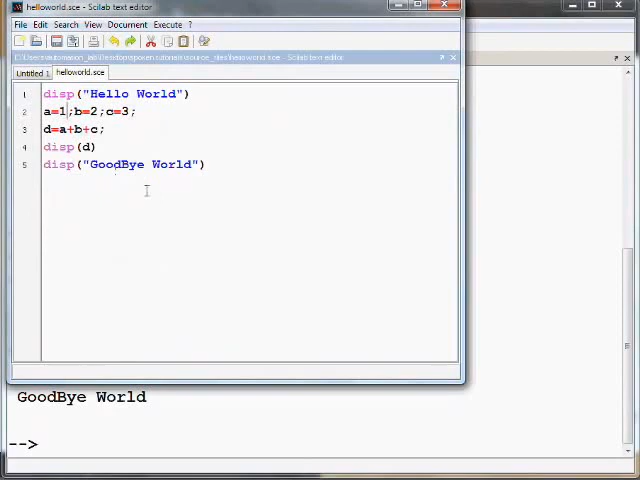 helloworld.sce - Scilab text editor
File Edit Search View Document Execute ?
Untitled 1 helloworld.sce
1 disp("Hello World")
2 a=1;b=2;c=3;
3 d=a+b+c;
4 disp(d)
5 disp("GoodBye World")
GoodBye World
-->